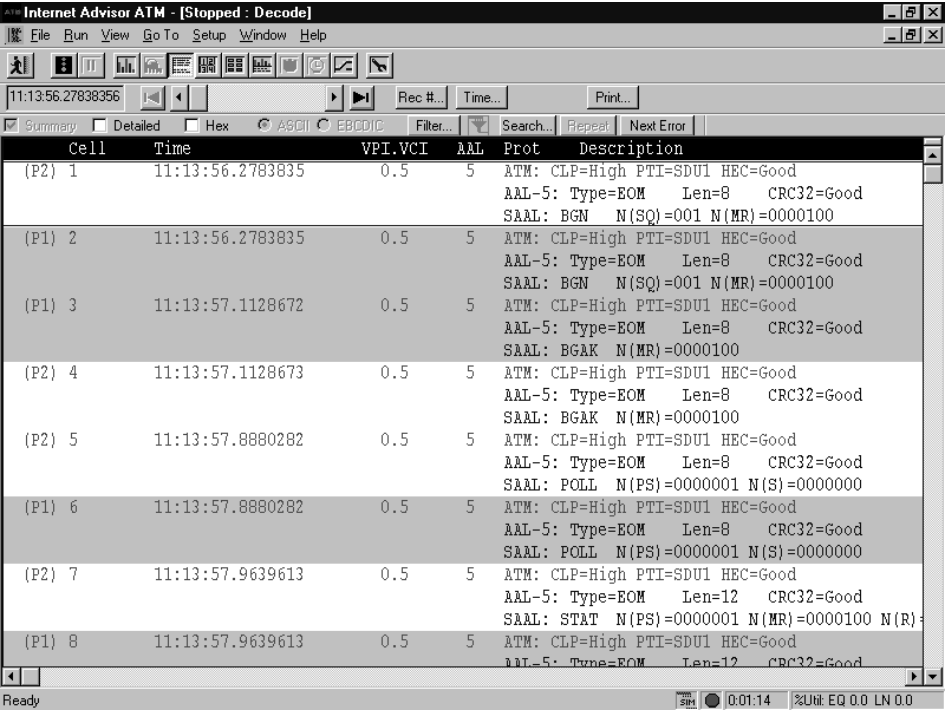 ATM Internet Advisor ATM - [Stopped : Decode]
File Run View Go To Setup Window Help
11:13:56.27838356 Rec #... Time... Print...
Summary Detailed Hex ASCII EBCDIC Filter... Search... Repeat Next Error
Cell Time VPI.VCI AAL Prot Description
(P2) 1 11:13:56.2783835 0.5 5 ATM: CLP=High PTI=SDU1 HEC=Good
AAL-5: Type=EOM Len=8 CRC32=Good
SAAL: BGN N(SQ)=001 N(MR)=0000100
(P1) 2 11:13:56.2783835 0.5 5 ATM: CLP=High PTI=SDU1 HEC=Good
AAL-5: Type=EOM Len=8 CRC32=Good
SAAL: BGN N(SQ)=001 N(MR)=0000100
(P1) 3 11:13:57.1128672 0.5 5 ATM: CLP=High PTI=SDU1 HEC=Good
AAL-5: Type=EOM Len=8 CRC32=Good
SAAL: BGAK N(MR)=0000100
(P2) 4 11:13:57.1128673 0.5 5 ATM: CLP=High PTI=SDU1 HEC=Good
AAL-5: Type=EOM Len=8 CRC32=Good
SAAL: BGAK N(MR)=0000100
(P2) 5 11:13:57.8880282 0.5 5 ATM: CLP=High PTI=SDU1 HEC=Good
AAL-5: Type=EOM Len=8 CRC32=Good
SAAL: POLL N(PS)=0000001 N(S)=0000000
(P1) 6 11:13:57.8880282 0.5 5 ATM: CLP=High PTI=SDU1 HEC=Good
AAL-5: Type=EOM Len=8 CRC32=Good
SAAL: POLL N(PS)=0000001 N(S)=0000000
(P2) 7 11:13:57.9639613 0.5 5 ATM: CLP=High PTI=SDU1 HEC=Good
AAL-5: Type=EOM Len=12 CRC32=Good
SAAL: STAT N(PS)=0000001 N(MR)=0000100 N(R)=
(P1) 8 11:13:57.9639613 0.5 5 ATM: CLP=High PTI=SDU1 HEC=Good
AAL-5: Type=EOM Len=12 CRC32=Good
Ready SIM 0:01:14 %Util: EQ 0.0 LN 0.0